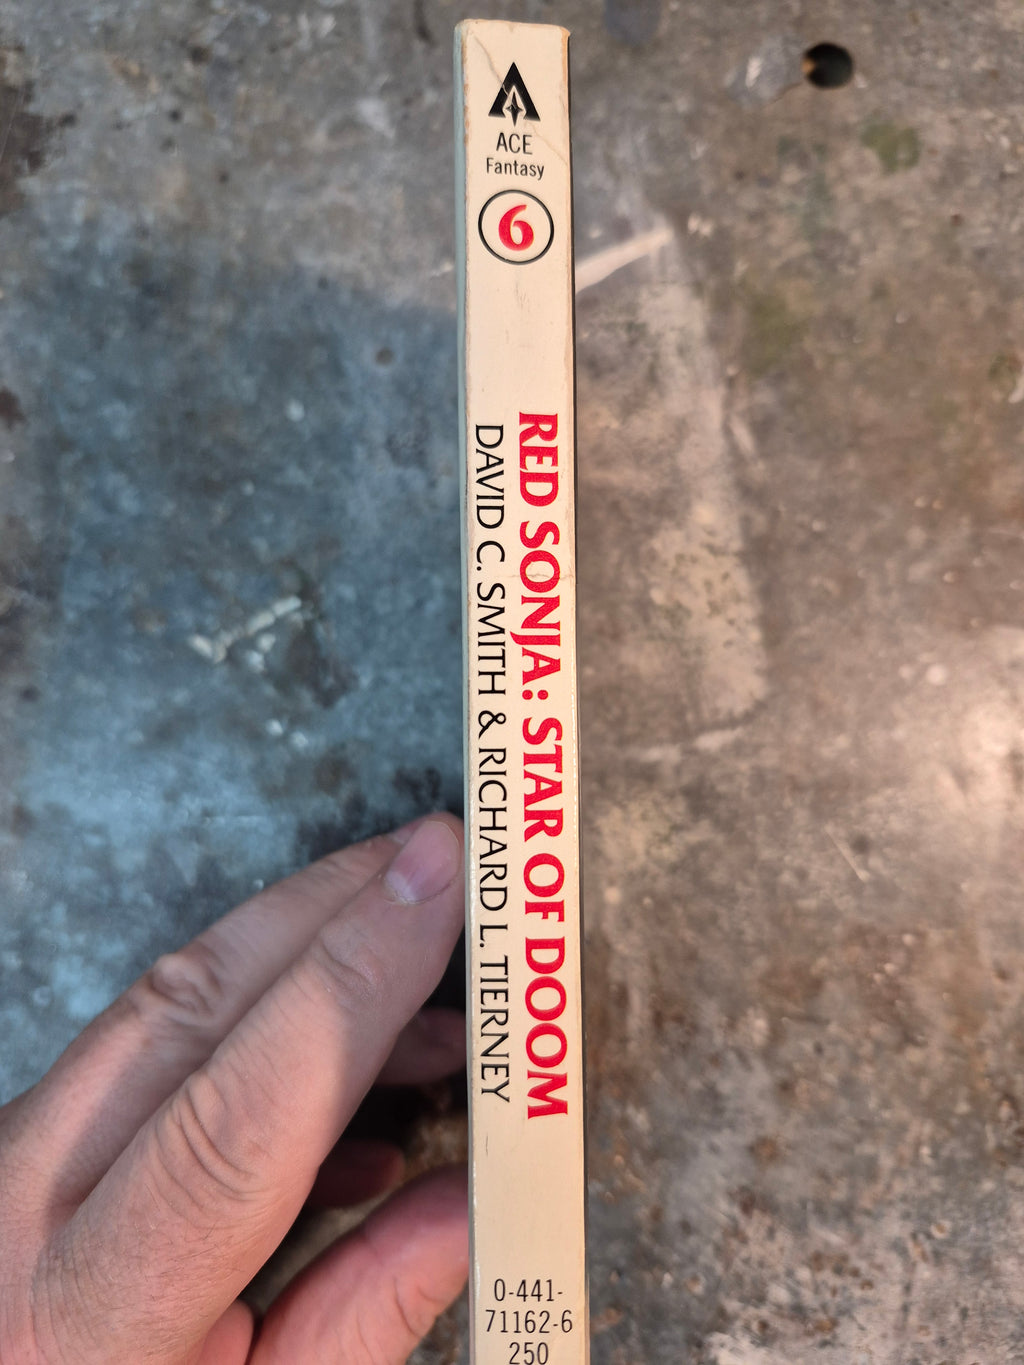 ACE
Fantasy
6
RED SONJA: STAR OF DOOM
DAVID C. SMITH & RICHARD L. TIERNEY
0-441-
71162-6
250